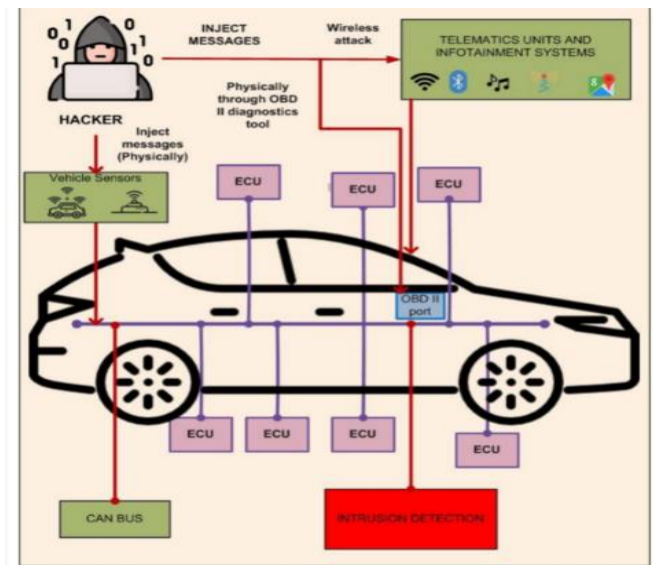 INJECT
MESSAGES
Wireless
attack
TELEMATICS UNITS AND
INFOTAINMENT SYSTEMS
Physically
through OBD
II diagnostics
tool
HACKER
Inject
messages
(Physically)
Vehicle Sensors
ECU
ECU
ECU
OBD II
port
ECU
ECU
ECU
ECU
CAN BUS
INTRUSION DETECTION